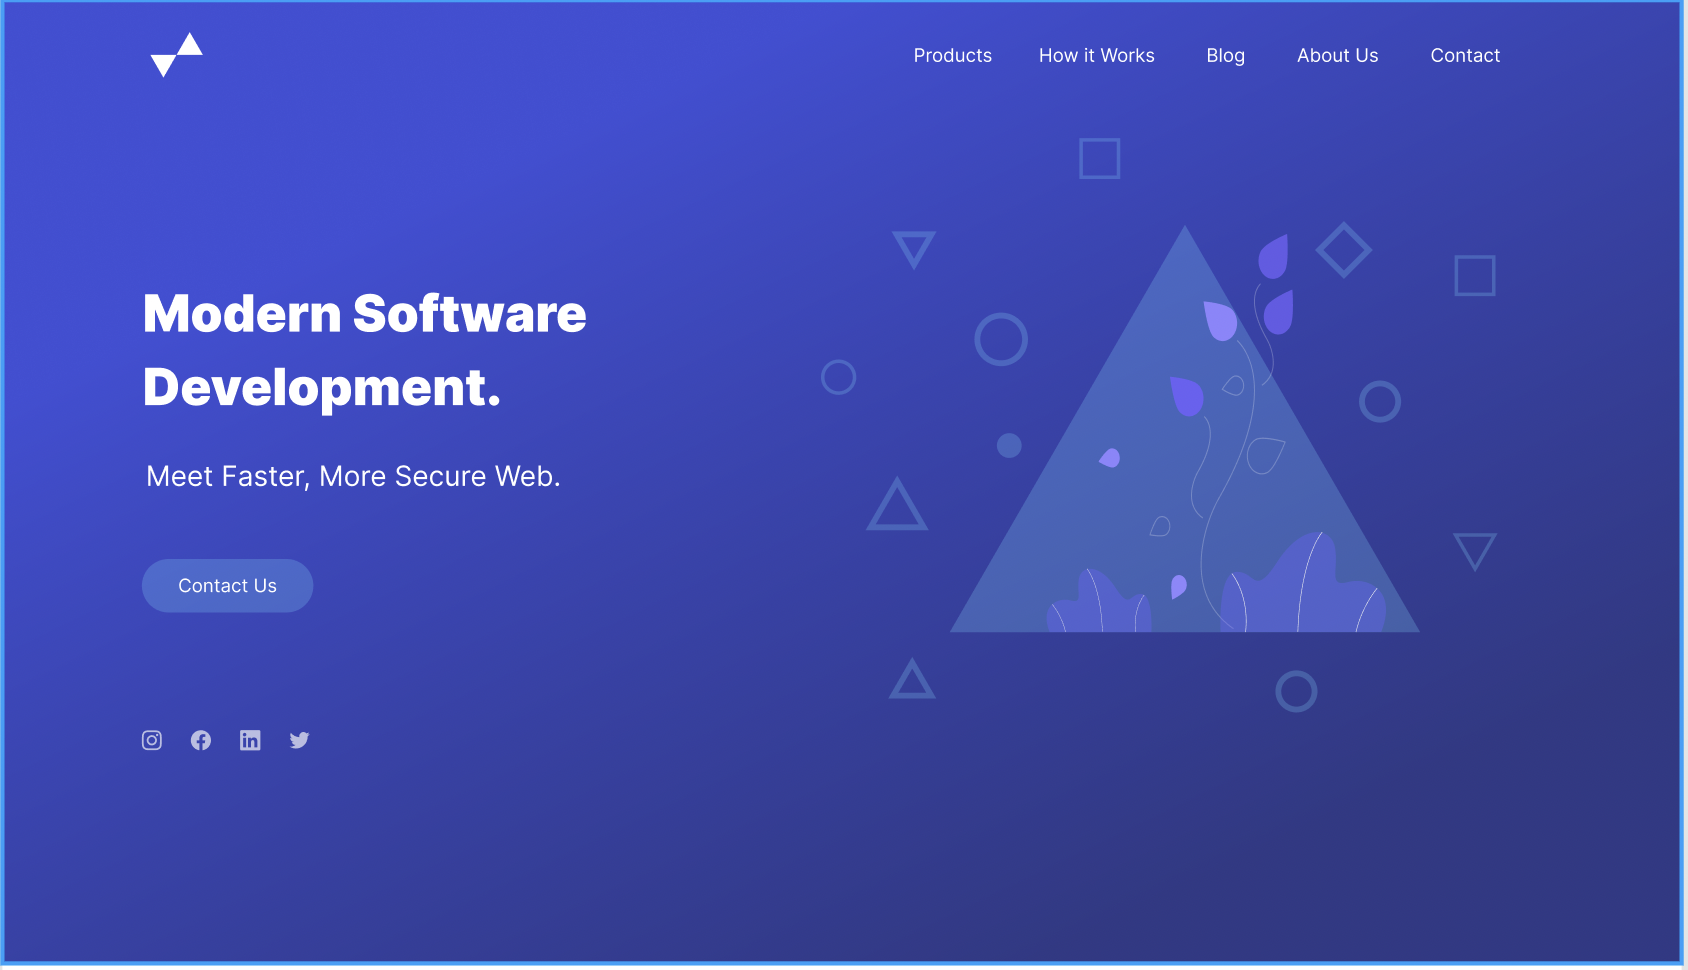 Products How it Works Blog About Us Contact
Modern Software
Development.
Meet Faster, More Secure Web.
Contact Us